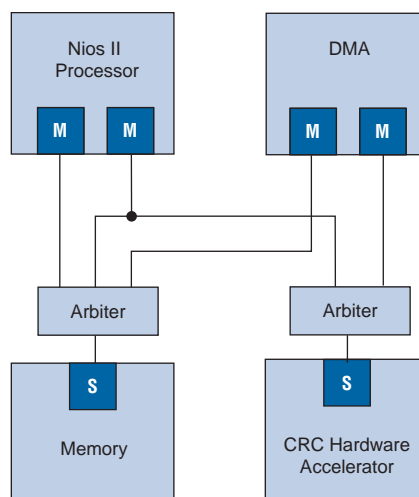 Nios II
Processor
DMA
M
M
M
M
Arbiter
Arbiter
S
S
Memory
CRC Hardware
Accelerator